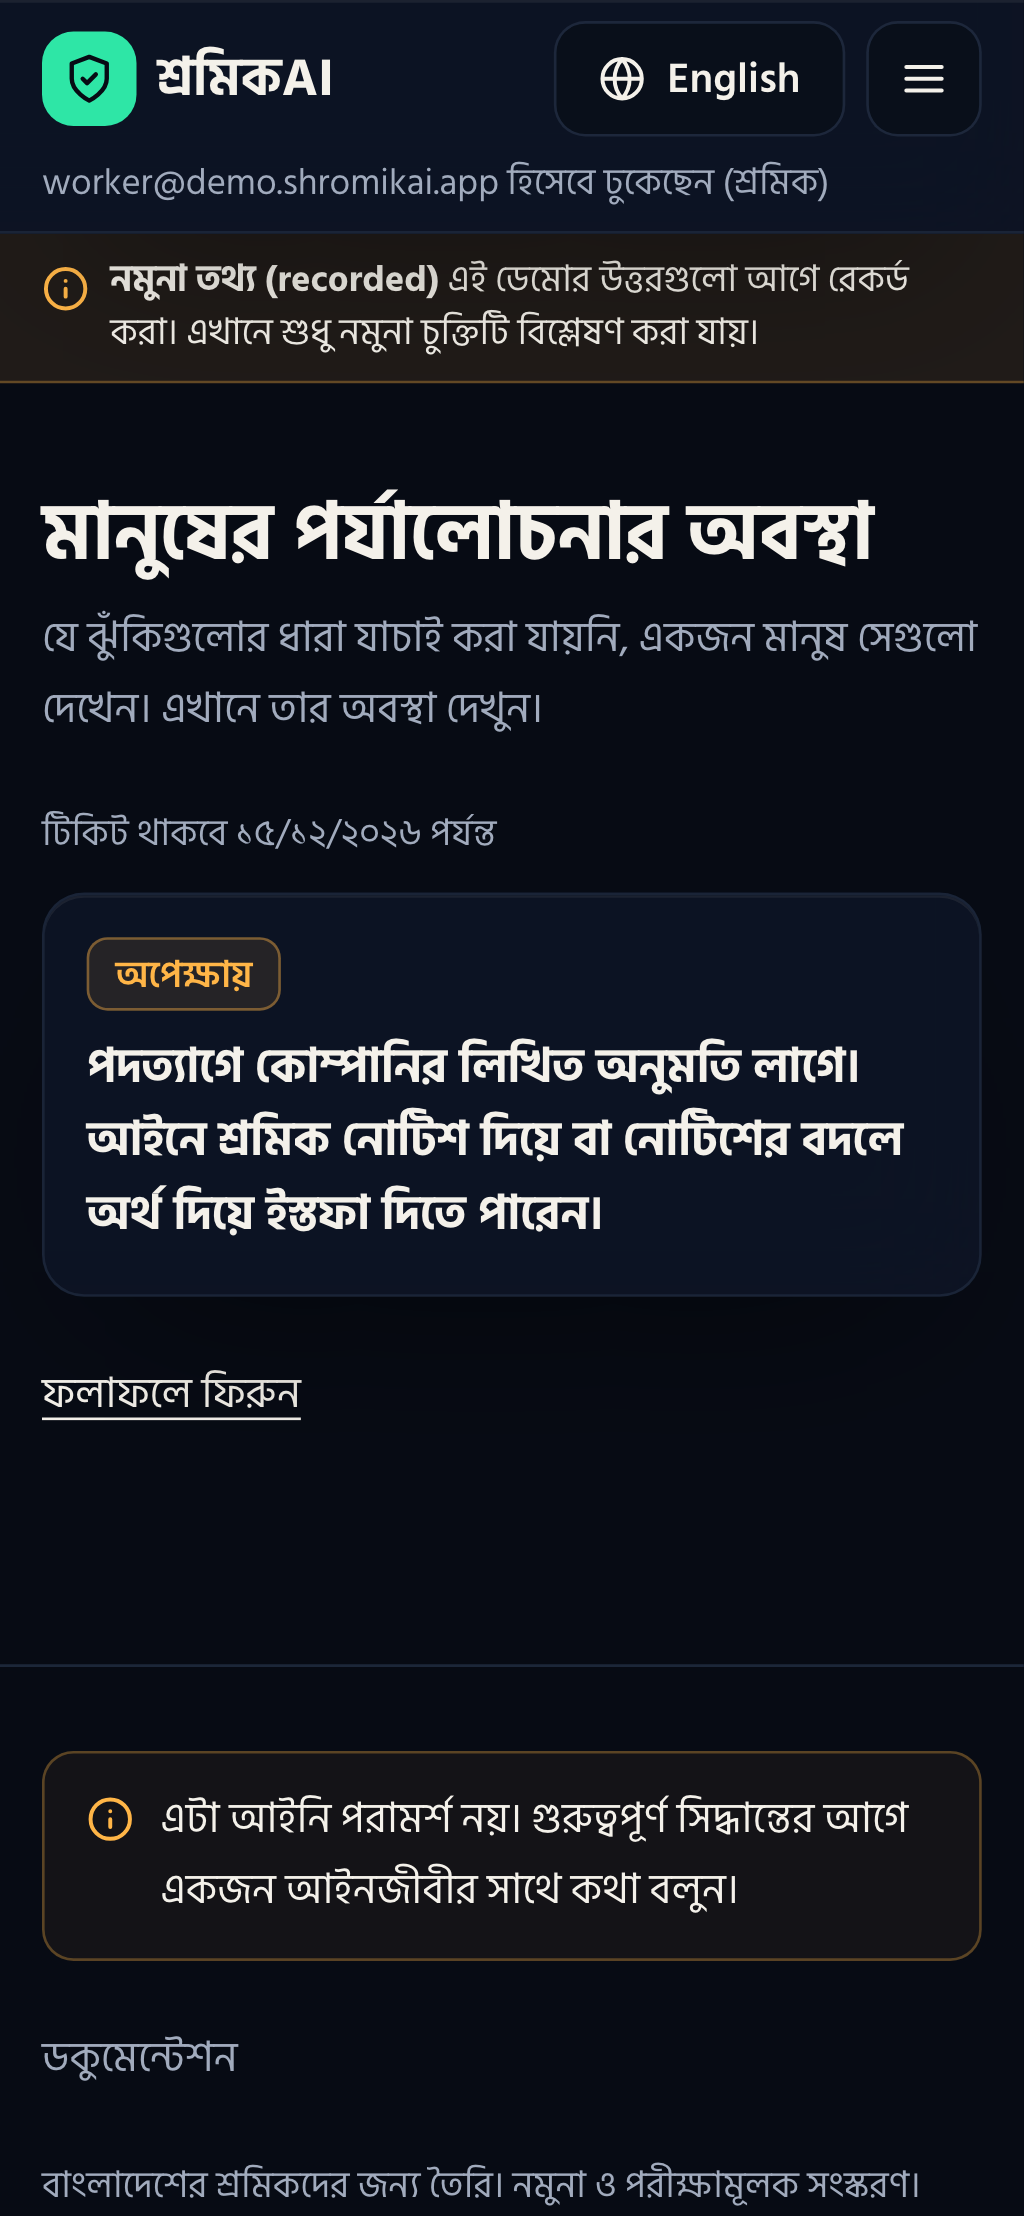 শ্রমিকAI
English
worker@demo.shromikai.app হিসেবে ঢুকেছেন (শ্রমিক)
নমুনা তথ্য (recorded) এই ডেমোর উত্তরগুলো আগে রেকর্ড
করা। এখানে শুধু নমুনা চুক্তিটি বিশ্লেষণ করা যায়।
মানুষের পর্যালোচনার অবস্থা
যে ঝুঁকিগুলোর ধারা যাচাই করা যায়নি, একজন মানুষ সেগুলো
দেখেন। এখানে তার অবস্থা দেখুন।
টিকিট থাকবে ১৫/১২/২০২৬ পর্যন্ত
অপেক্ষায়
পদত্যাগে কোম্পানির লিখিত অনুমতি লাগে।
আইনে শ্রমিক নোটিশ দিয়ে বা নোটিশের বদলে
অর্থ দিয়ে ইস্তফা দিতে পারেন।
ফলাফলে ফিরুন
এটা আইনি পরামর্শ নয়। গুরুত্বপূর্ণ সিদ্ধান্তের আগে
একজন আইনজীবীর সাথে কথা বলুন।
ডকুমেন্টেশন
বাংলাদেশের শ্রমিকদের জন্য তৈরি। নমুনা ও পরীক্ষামূলক সংস্করণ।